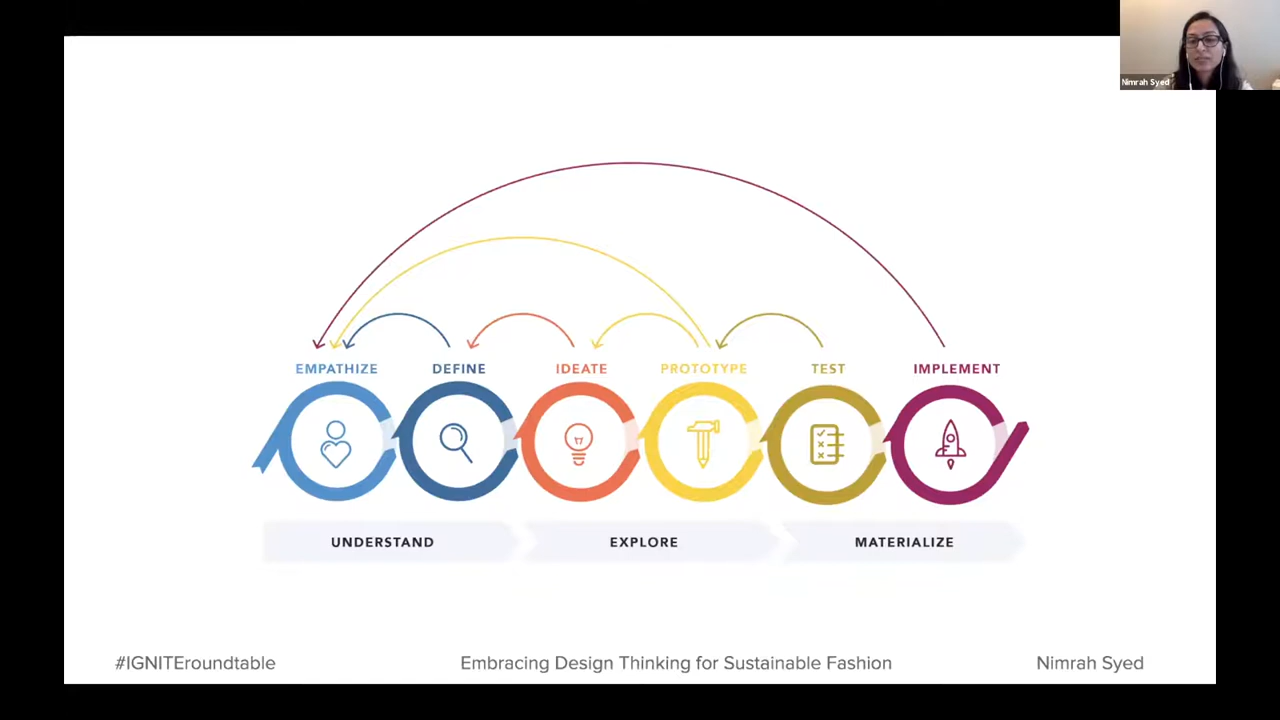 Nimrah Syed
EMPATHIZE
DEFINE
IDEATE
PROTOTYPE
TEST
IMPLEMENT
UNDERSTAND
EXPLORE
MATERIALIZE
#IGNITEroundtable
Embracing Design Thinking for Sustainable Fashion
Nimrah Syed